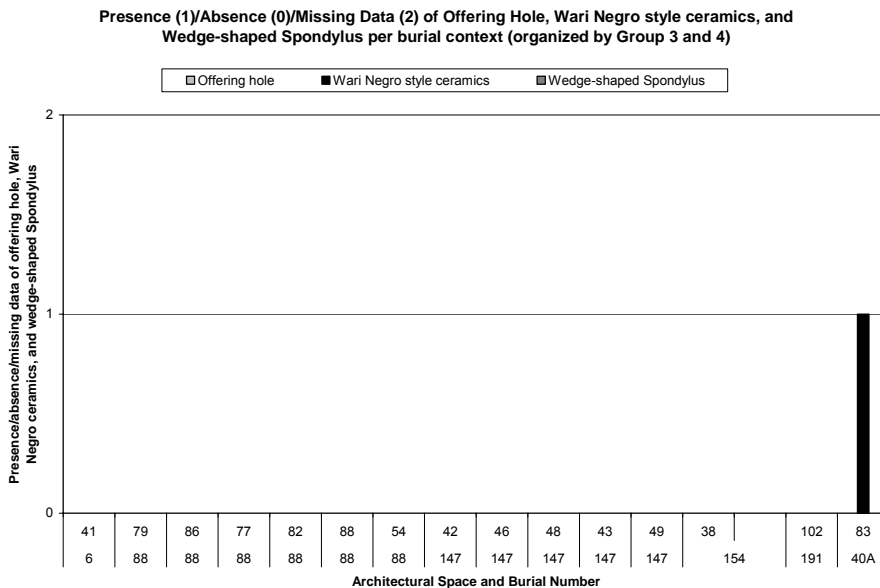 Presence (1)/Absence (0)/Missing Data (2) of Offering Hole, Wari Negro style ceramics, and
Wedge-shaped Spondylus per burial context (organized by Group 3 and 4)
Offering hole Wari Negro style ceramics Wedge-shaped Spondylus
Presence/absence/missing data of offering hole, Wari
Negro ceramics, and wedge-shaped Spondylus
2
1
0
41 79 86 77 82 88 54 42 46 48 43 49 38 102 83
6 88 88 88 88 88 88 147 147 147 147 147 154 191 40A
Architectural Space and Burial Number